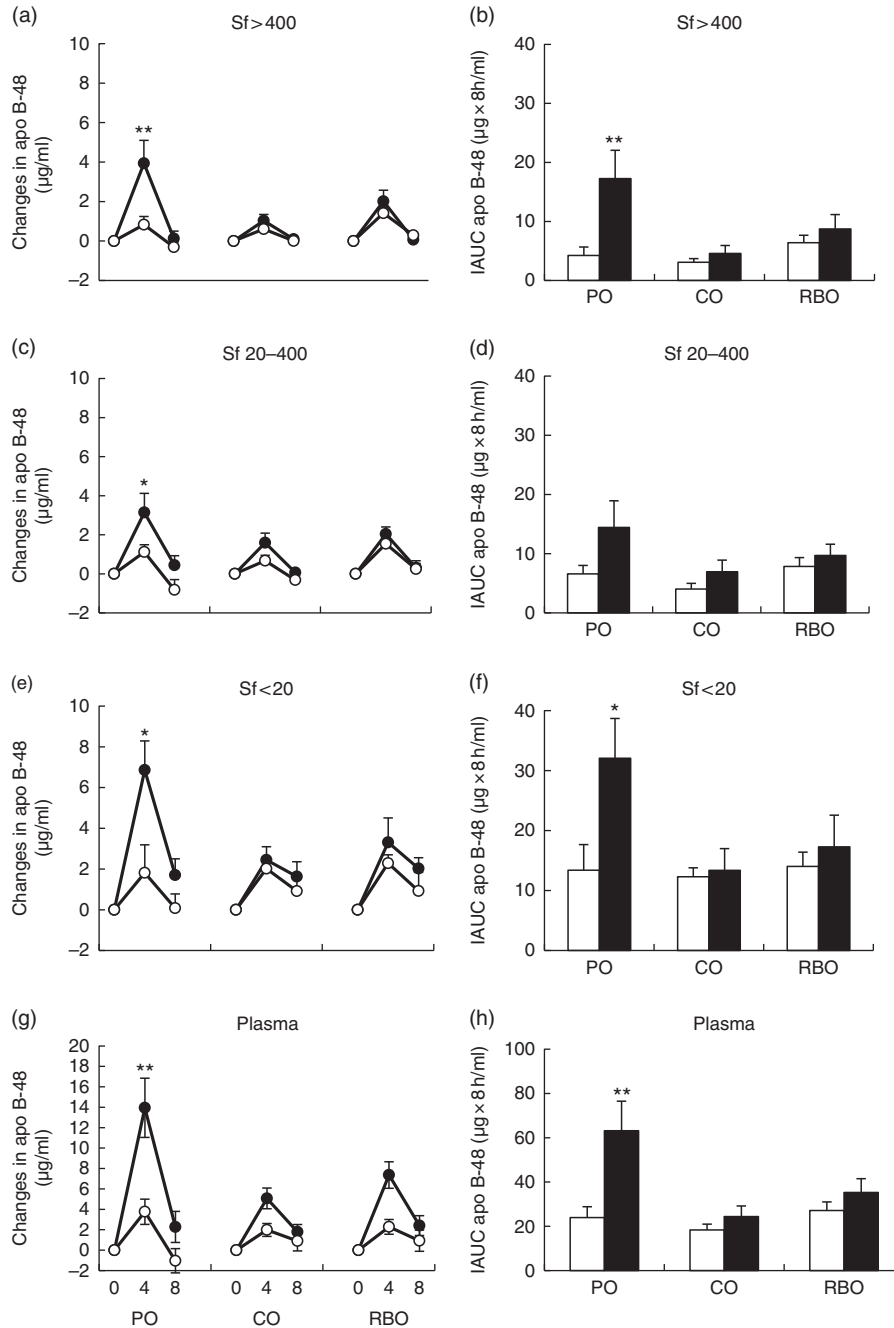 (a)
Sf>400
Changes in apo B-48
(µg/ml)
10
8
6
4
2
0
–2
**
(b)
Sf>400
IAUC apo B-48 (µg×8h/ml)
40
30
20
10
0
**
PO CO RBO
(c)
Sf 20–400
Changes in apo B-48
(µg/ml)
10
8
6
4
2
0
–2
*
(d)
Sf 20–400
IAUC apo B-48 (µg×8h/ml)
40
30
20
10
0
PO CO RBO
(e)
Sf<20
Changes in apo B-48
(µg/ml)
10
8
6
4
2
0
–2
*
(f)
Sf<20
IAUC apo B-48 (µg×8h/ml)
40
30
20
10
0
*
PO CO RBO
(g)
Plasma
Changes in apo B-48
(µg/ml)
20
18
16
14
12
10
8
6
4
2
0
–2
**
0 4 8 0 4 8 0 4 8
PO CO RBO
(h)
Plasma
IAUC apo B-48 (µg×8h/ml)
100
80
60
40
20
0
**
PO CO RBO